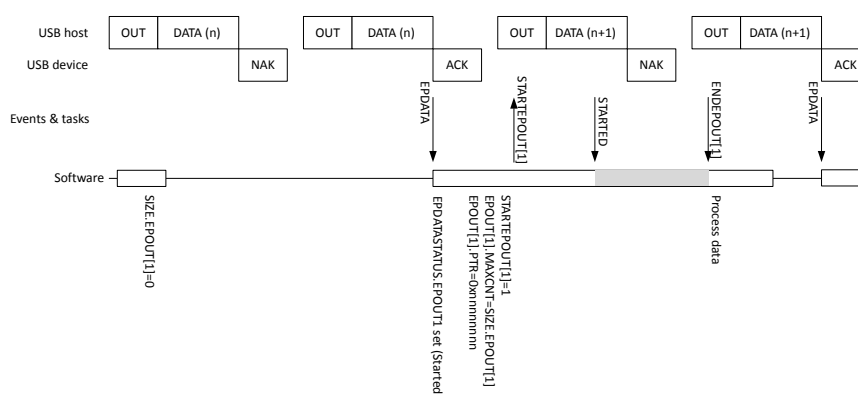 USB host
OUT
DATA (n)
OUT
DATA (n)
OUT
DATA (n+1)
OUT
DATA (n+1)
USB device
NAK
ACK
NAK
ACK
Events & tasks
EPDATA
STARTEPOUT[1]
STARTED
ENDEPOUT[1]
EPDATA
Software
SIZE.EPOUT[1]=0
EPDATASTATUS.EPOUT1 set (Started
STARTEPOUT[1]=1
EPOUT[1].MAXCNT=SIZE.EPOUT[1]
EPOUT[1].PTR=0xnnnnnnnn
Process data